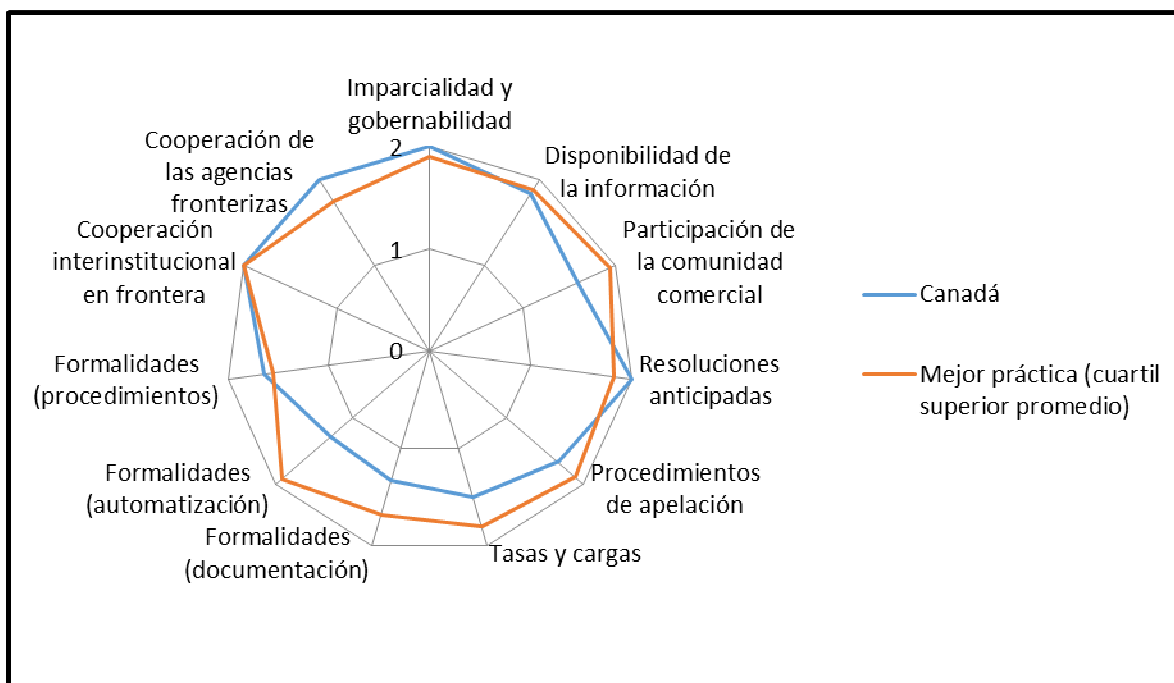 Imparcialidad y
gobernabilidad
Disponibilidad de
la información
Participación de
la comunidad
comercial
Resoluciones
anticipadas
Procedimientos
de apelación
Tasas y cargas
Formalidades
(documentación)
Formalidades
(automatización)
Formalidades
(procedimientos)
Cooperación
interinstitucional
en frontera
Cooperación de
las agencias
fronterizas
2
1
0
Canadá
Mejor práctica (cuartil
superior promedio)